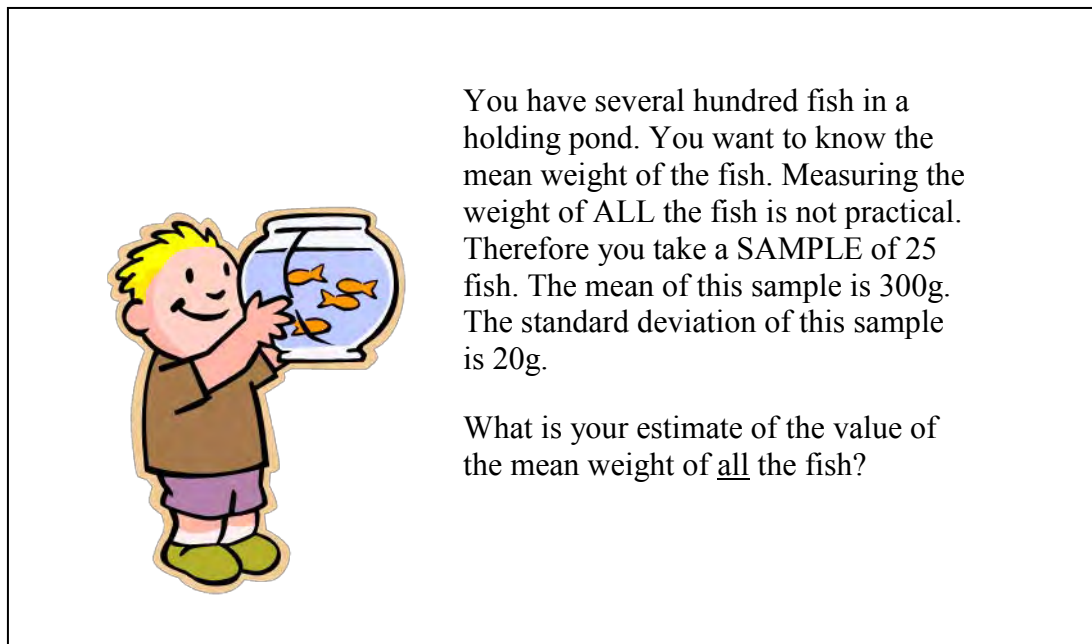 You have several hundred fish in a
holding pond. You want to know the
mean weight of the fish. Measuring the
weight of ALL the fish is not practical.
Therefore you take a SAMPLE of 25
fish. The mean of this sample is 300g.
The standard deviation of this sample
is 20g.
What is your estimate of the value of
the mean weight of all the fish?